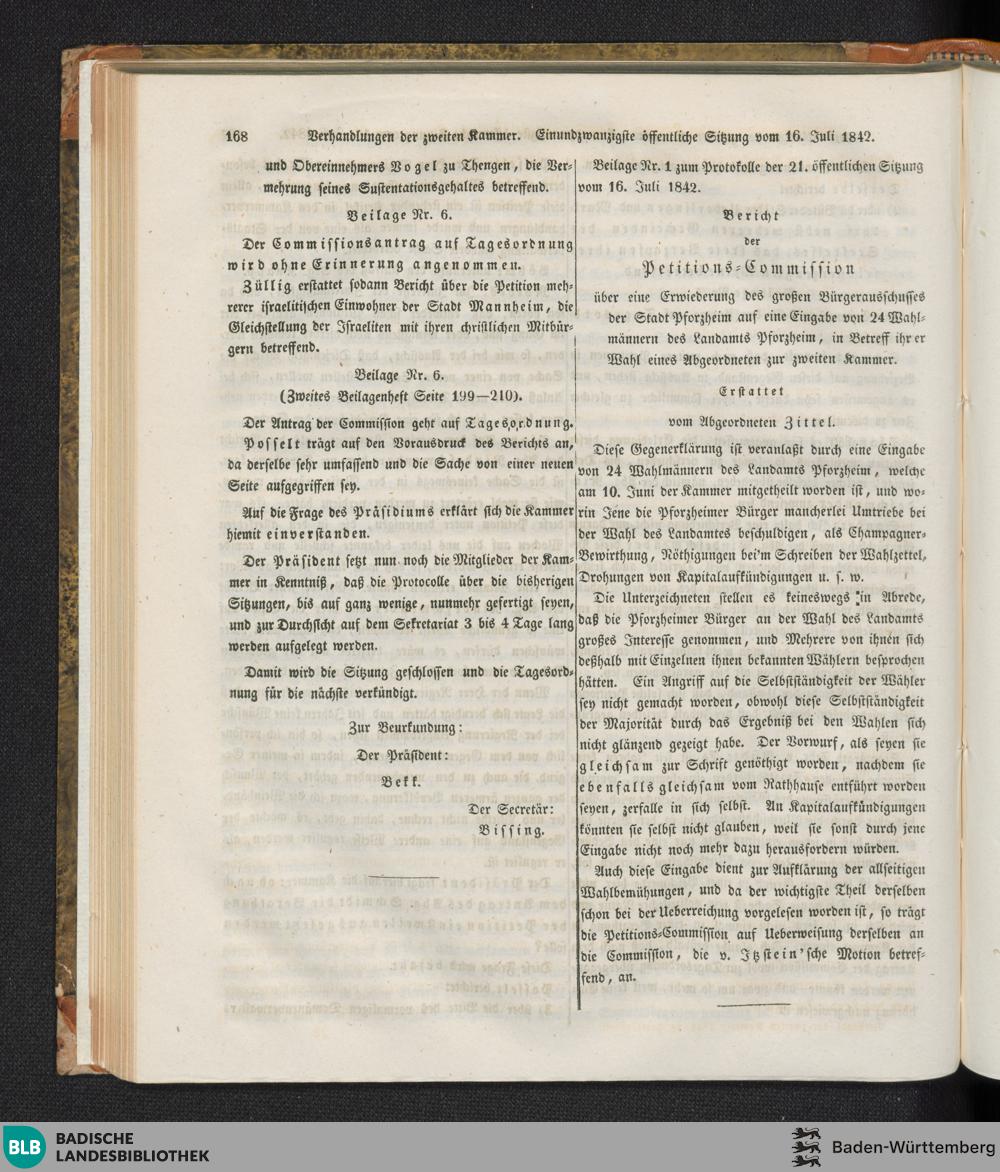 168 Verhandlungen der zweiten Kammer. Einundzwanzigste öffentliche Sitzung vom 16. Juli 1842.
und Obereinnehmers Vogel zu Thengen, die Ver-
mehrung seines Sustentationsgehaltes betreffend.
Beilage Nr. 6.
Der Commissionsantrag auf Tagesordnung
wird ohne Erinnerung angenommen.
Züllig erstattet sodann Bericht über die Petition meh-
rerer israelitischen Einwohner der Stadt Mannheim, die
Gleichstellung der Israeliten mit ihren christlichen Mitbür-
gern betreffend.
Beilage Nr. 6.
(Zweites Beilagenheft Seite 199—210).
Der Antrag der Commission geht auf Tagesordnung.
Posselt trägt auf den Vorausdruck des Berichts an,
da derselbe sehr umfassend und die Sache von einer neuen
Seite aufgegriffen sey.
Auf die Frage des Präsidiums erklärt sich die Kammer
hiemit einverstanden.
Der Präsident setzt nun noch die Mitglieder der Kam-
mer in Kenntniß, daß die Protocolle über die bisherigen
Sitzungen, bis auf ganz wenige, nunmehr gefertigt seyen,
und zur Durchsicht auf dem Sekretariat 3 bis 4 Tage lang
werden aufgelegt werden.
Damit wird die Sitzung geschlossen und die Tagesord-
nung für die nächste verkündigt.
Zur Beurkundung:
Der Präsident:
Bekk.
Der Secretär:
Bissing.
Beilage Nr. 1 zum Protokolle der 21. öffentlichen Sitzung
vom 16. Juli 1842.
Bericht
der
Petitions-Commission
über eine Erwiederung des großen Bürgerausschusses
der Stadt Pforzheim auf eine Eingabe von 24 Wahl-
männern des Landamts Pforzheim, in Betreff ihrer
Wahl eines Abgeordneten zur zweiten Kammer.
Erstattet
vom Abgeordneten Zittel.
Diese Gegenerklärung ist veranlaßt durch eine Eingabe
von 24 Wahlmännern des Landamts Pforzheim, welche
am 10. Juni der Kammer mitgetheilt worden ist, und wo-
rin Jene die Pforzheimer Bürger mancherlei Umtriebe bei
der Wahl des Landamtes beschuldigen, als Champagner-
Bewirthung, Nöthigungen bei'm Schreiben der Wahlzettel,
Drohungen von Kapitalaufkündigungen u. s. w.
Die Unterzeichneten stellen es keineswegs in Abrede,
daß die Pforzheimer Bürger an der Wahl des Landamts
großes Interesse genommen, und Mehrere von ihnen sich
deßhalb mit Einzelnen ihnen bekannten Wählern besprochen
hätten. Ein Angriff auf die Selbstständigkeit der Wähler
sey nicht gemacht worden, obwohl diese Selbstständigkeit
der Majorität durch das Ergebniß bei den Wahlen sich
nicht glänzend gezeigt habe. Der Vorwurf, als seyen sie
gleichsam zur Schrift genöthigt worden, nachdem sie
ebenfalls gleichsam vom Rathhause entführt worden
seyen, zerfalle in sich selbst. An Kapitalaufkündigungen
könnten sie selbst nicht glauben, weil sie sonst durch jene
Eingabe nicht noch mehr dazu herausfordern würden.
Auch diese Eingabe dient zur Aufklärung der allseitigen
Wahlbemühungen, und da der wichtigste Theil derselben
schon bei der Ueberreichung vorgelesen worden ist, so trägt
die Petitions-Commission auf Ueberweisung derselben an
die Commission, die v. Itzstein'sche Motion betref-
fend, an.
BLB BADISCHE
LANDESBIBLIOTHEK
Baden-Württemberg